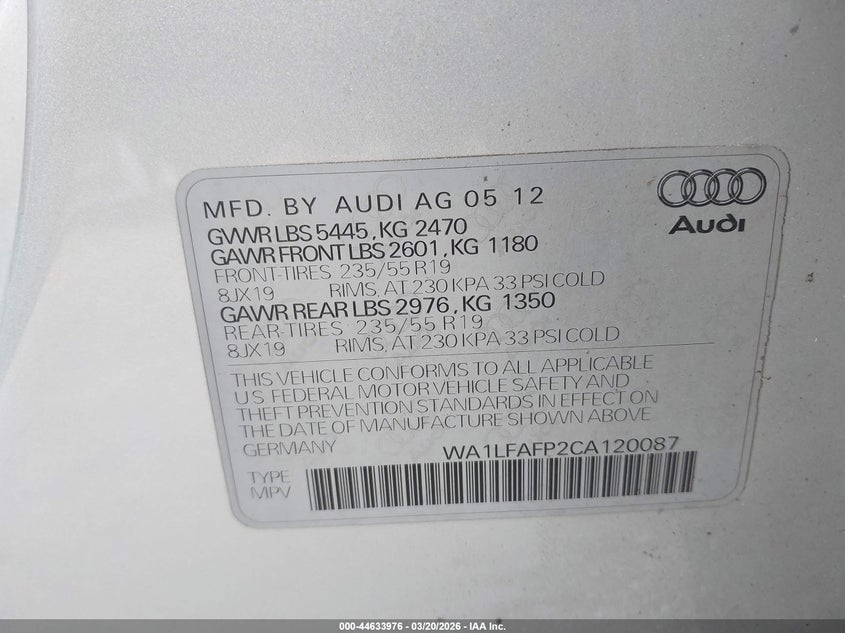 MFD. BY AUDI AG 05 12
Audi
GVWR LBS 5445, KG 2470
GAWR FRONT LBS 2601, KG 1180
FRONT-TIRES 235/55 R19
8JX19 RIMS, AT 230 KPA 33 PSI COLD
GAWR REAR LBS 2976, KG 1350
REAR-TIRES 235/55 R19
8JX19 RIMS, AT 230 KPA 33 PSI COLD
THIS VEHICLE CONFORMS TO ALL APPLICABLE
U.S. FEDERAL MOTOR VEHICLE SAFETY AND
THEFT PREVENTION STANDARDS IN EFFECT ON
THE DATE OF MANUFACTURE SHOWN ABOVE
GERMANY WA1LFAFP2CA120087
TYPE
MPV
000-44633976 — 03/20/2026 — IAA Inc.